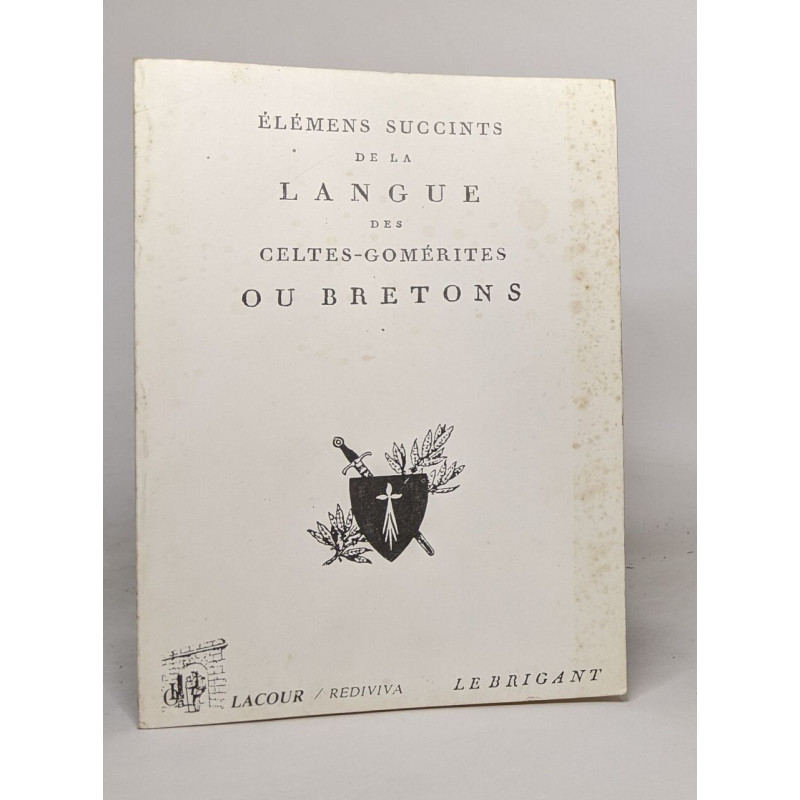 ÉLÉMENS SUCCINTS
DE LA
LANGUE
DES
CELTES-GOMÉRITES
OU BRETONS
LACOUR / REDIVIVA
LE BRIGANT